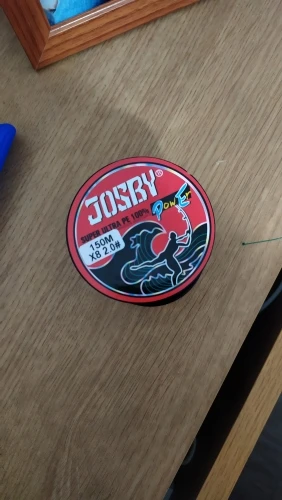 JOSBY®
Power
SUPER ULTRA PE 100%
150M
X8 2.0#